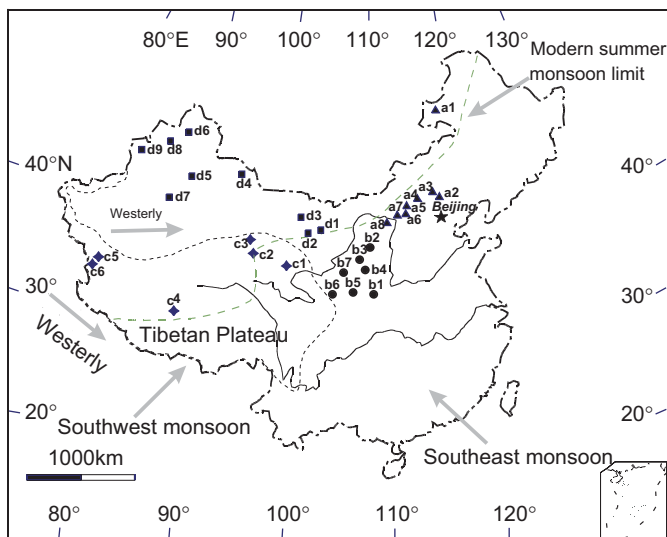 80°E 90° 100° 110° 120° 130°
Modern summer
monsoon limit
a1
d6
d9 d8
40°N
40°
d5 d4
a3
a4 a2
d7
a7 a5 Beijing
d3 d1
a8 a6
Westerly
d2
b2
c3
b3
c2
c5
c1
b7 b4
c6
30°
30°
b6 b5 b1
c4
Westerly
Tibetan Plateau
20°
20°
Southwest monsoon
Southeast monsoon
1000km
80° 90° 100° 110° 120°